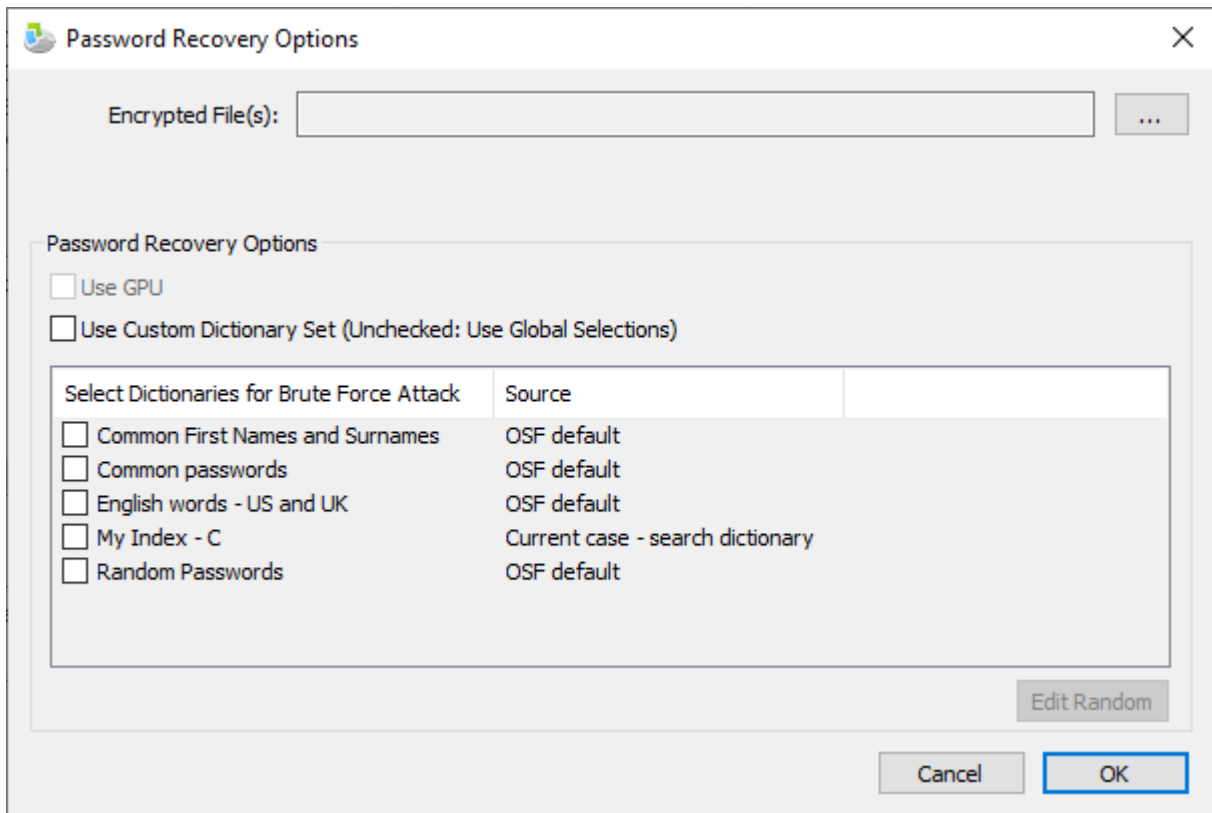 Password Recovery Options
Encrypted File(s):
...
Password Recovery Options
Use GPU
Use Custom Dictionary Set (Unchecked: Use Global Selections)
Select Dictionaries for Brute Force Attack Source
Common First Names and Surnames OSF default
Common passwords OSF default
English words - US and UK OSF default
My Index - C Current case - search dictionary
Random Passwords OSF default
Edit Random
Cancel OK